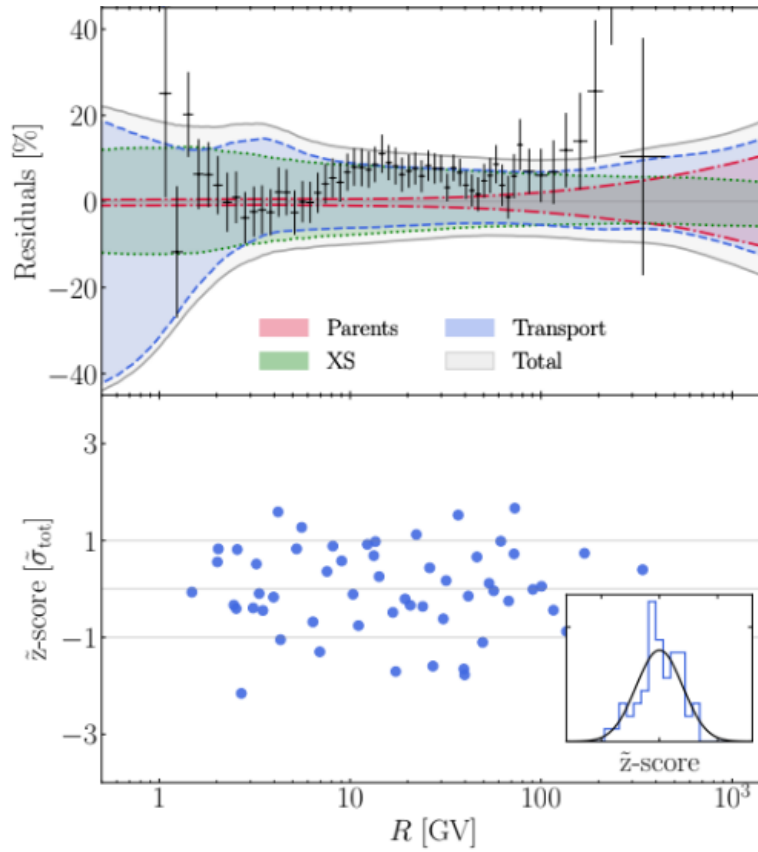 40
20
0
−20
−40
Residuals [%]
Parents
Transport
XS
Total
3
1
−1
−3
z̃-score [σ̃tot]
z̃-score
1
10
100
10³
R [GV]